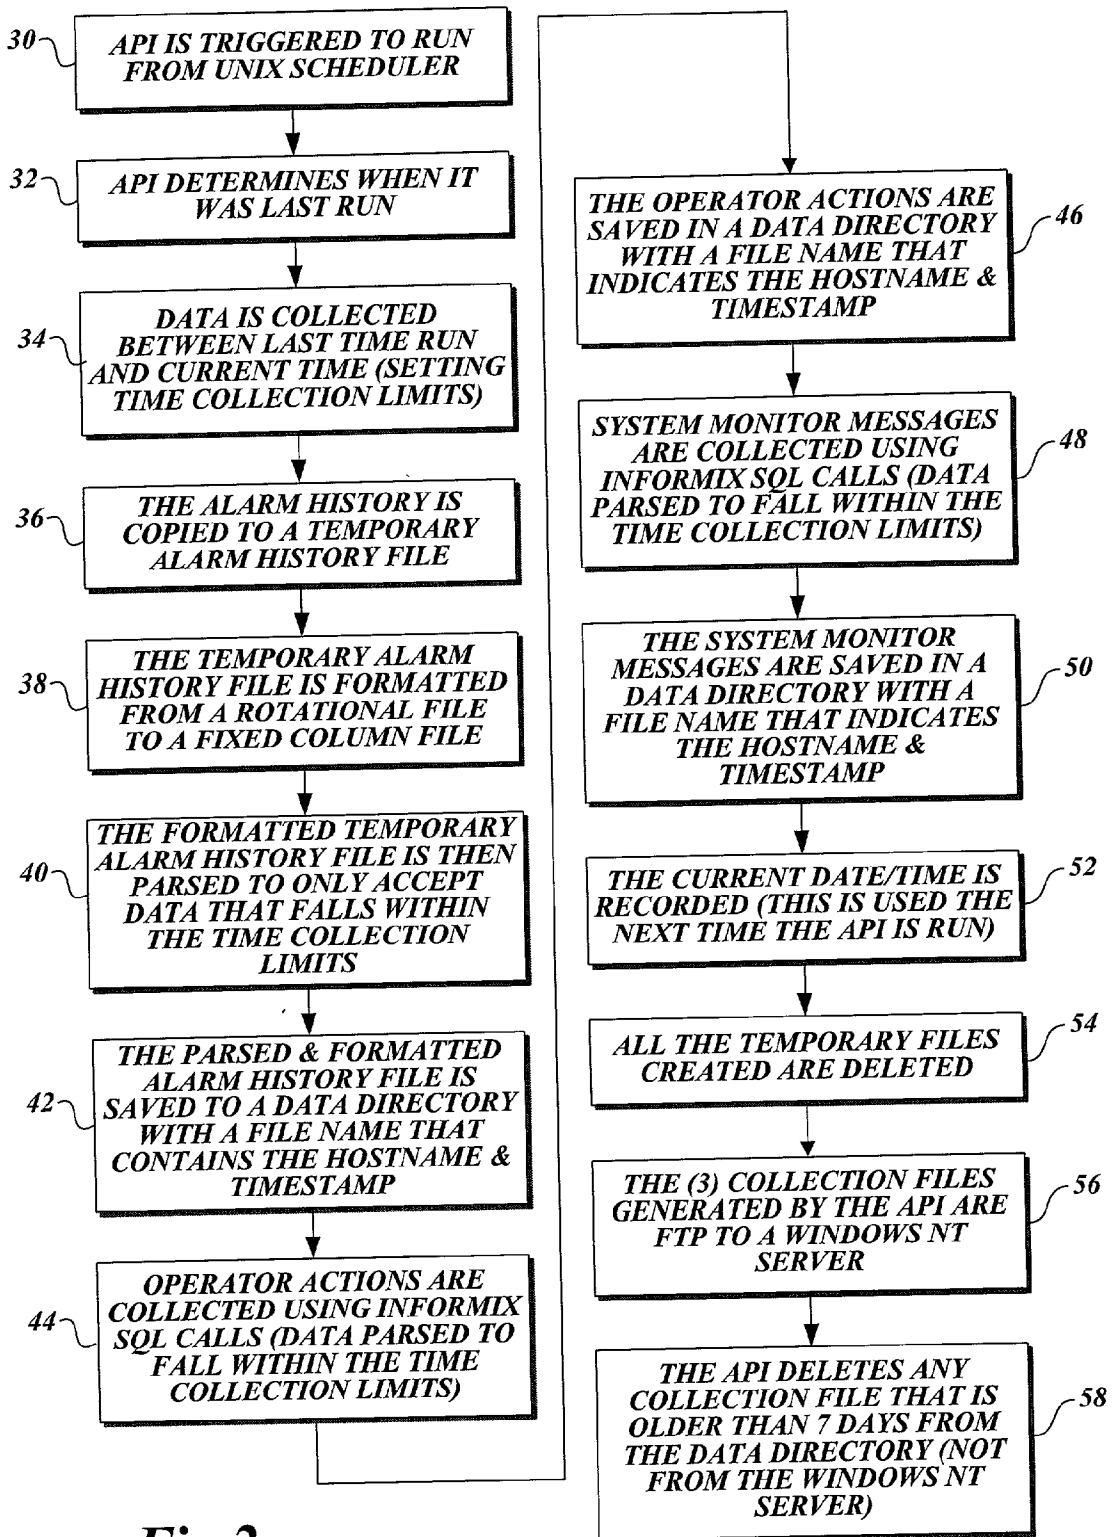 30
API IS TRIGGERED TO RUN
FROM UNIX SCHEDULER
32
API DETERMINES WHEN IT
WAS LAST RUN
34
DATA IS COLLECTED
BETWEEN LAST TIME RUN
AND CURRENT TIME (SETTING
TIME COLLECTION LIMITS)
36
THE ALARM HISTORY IS
COPIED TO A TEMPORARY
ALARM HISTORY FILE
38
THE TEMPORARY ALARM
HISTORY FILE IS FORMATTED
FROM A ROTATIONAL FILE
TO A FIXED COLUMN FILE
40
THE FORMATTED TEMPORARY
ALARM HISTORY FILE IS THEN
PARSED TO ONLY ACCEPT
DATA THAT FALLS WITHIN
THE TIME COLLECTION
LIMITS
42
THE PARSED & FORMATTED
ALARM HISTORY FILE IS
SAVED TO A DATA DIRECTORY
WITH A FILE NAME THAT
CONTAINS THE HOSTNAME &
TIMESTAMP
44
OPERATOR ACTIONS ARE
COLLECTED USING INFORMIX
SQL CALLS (DATA PARSED TO
FALL WITHIN THE TIME
COLLECTION LIMITS)
THE OPERATOR ACTIONS ARE
SAVED IN A DATA DIRECTORY
WITH A FILE NAME THAT
INDICATES THE HOSTNAME &
TIMESTAMP
46
SYSTEM MONITOR MESSAGES
ARE COLLECTED USING
INFORMIX SQL CALLS (DATA
PARSED TO FALL WITHIN THE
TIME COLLECTION LIMITS)
48
THE SYSTEM MONITOR
MESSAGES ARE SAVED IN A
DATA DIRECTORY WITH A
FILE NAME THAT INDICATES
THE HOSTNAME &
TIMESTAMP
50
THE CURRENT DATE/TIME IS
RECORDED (THIS IS USED THE
NEXT TIME THE API IS RUN)
52
ALL THE TEMPORARY FILES
CREATED ARE DELETED
54
THE (3) COLLECTION FILES
GENERATED BY THE API ARE
FTP TO A WINDOWS NT
SERVER
56
THE API DELETES ANY
COLLECTION FILE THAT IS
OLDER THAN 7 DAYS FROM
THE DATA DIRECTORY (NOT
FROM THE WINDOWS NT
SERVER)
58